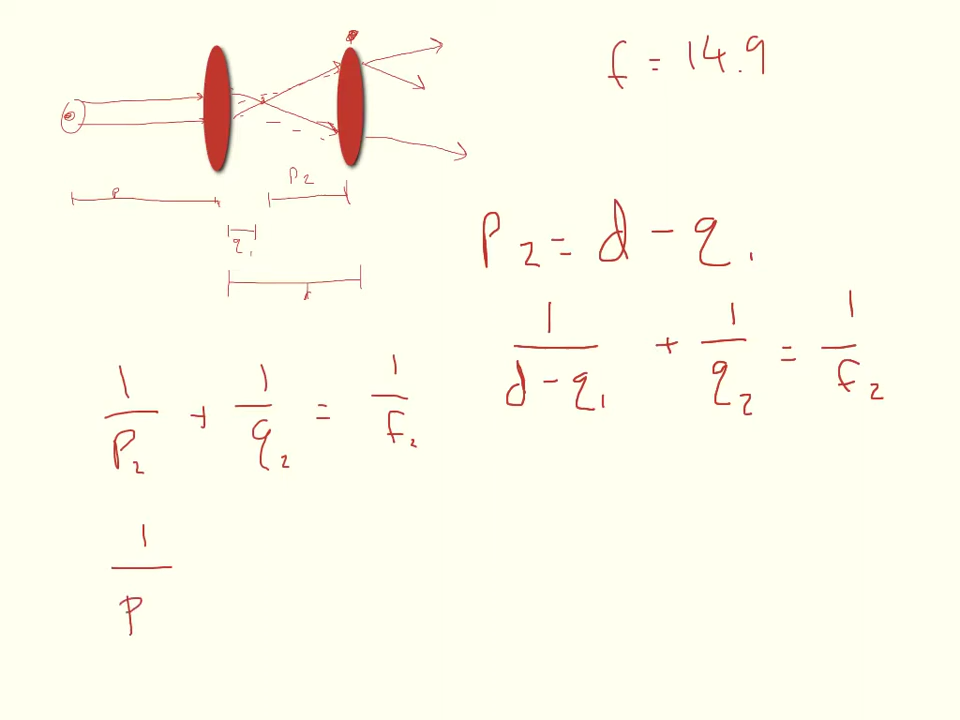 f = 14.9
P
P2
q1
P2 = d - q1
1/(d - q1) + 1/q2 = 1/f2
1/P2 + 1/q2 = 1/f2
1/P